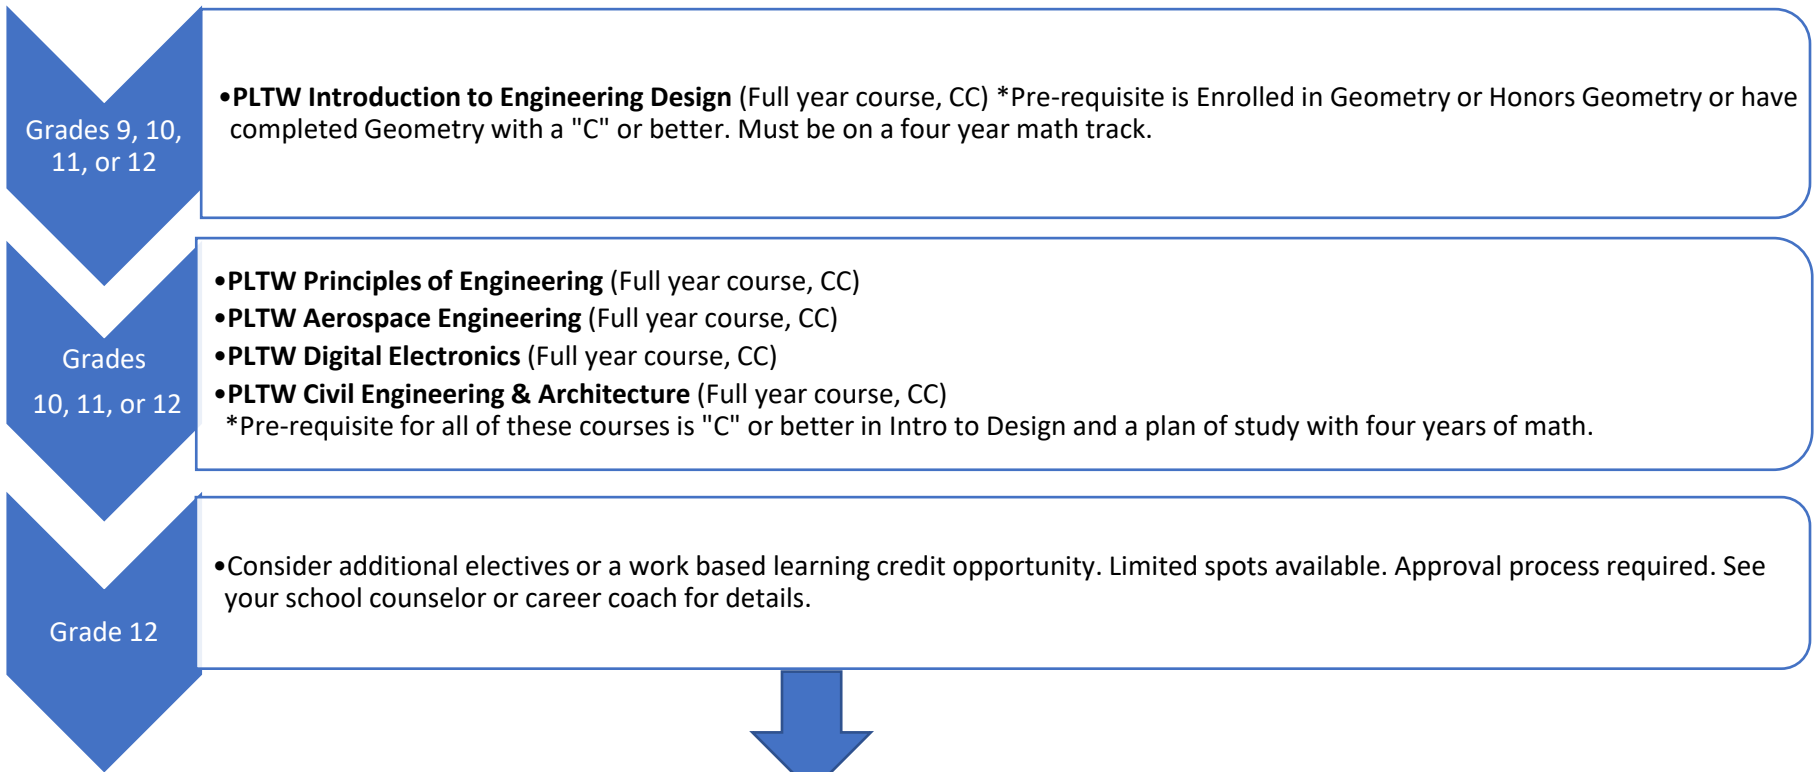 Grades 9, 10,
11, or 12
•PLTW Introduction to Engineering Design (Full year course, CC) *Pre-requisite is Enrolled in Geometry or Honors Geometry or have
completed Geometry with a "C" or better. Must be on a four year math track.
Grades
10, 11, or 12
•PLTW Principles of Engineering (Full year course, CC)
•PLTW Aerospace Engineering (Full year course, CC)
•PLTW Digital Electronics (Full year course, CC)
•PLTW Civil Engineering & Architecture (Full year course, CC)
*Pre-requisite for all of these courses is "C" or better in Intro to Design and a plan of study with four years of math.
Grade 12
•Consider additional electives or a work based learning credit opportunity. Limited spots available. Approval process required. See
your school counselor or career coach for details.